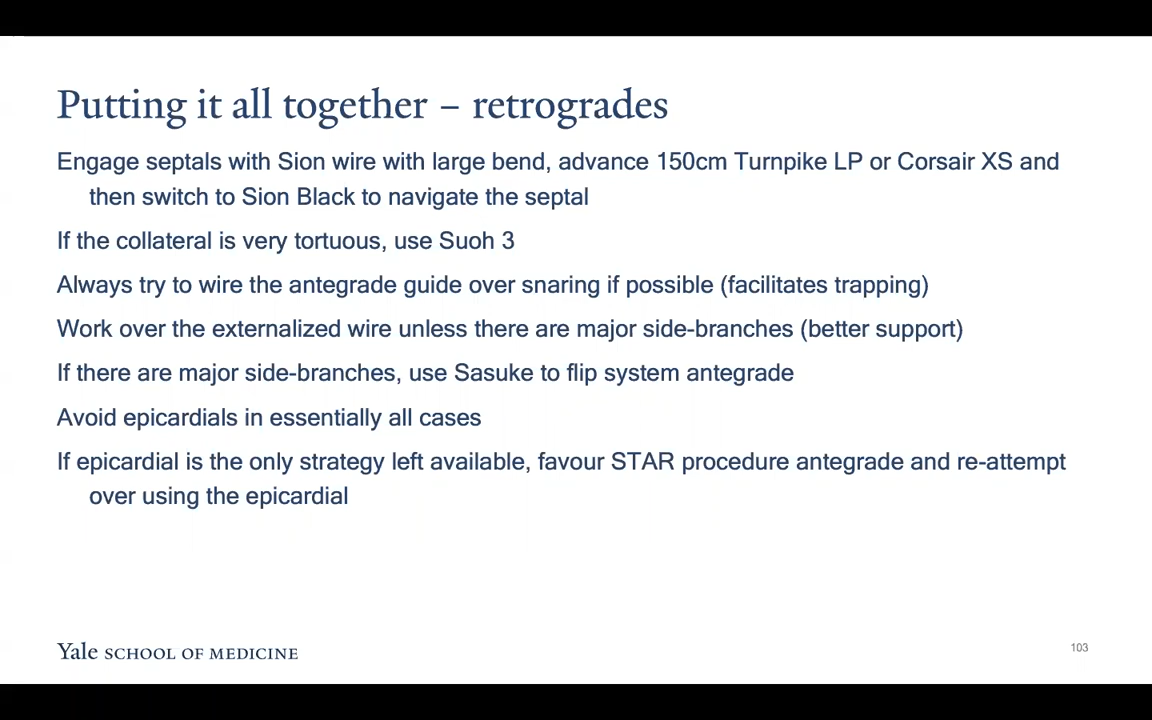 Putting it all together – retrogrades
Engage septals with Sion wire with large bend, advance 150cm Turnpike LP or Corsair XS and
then switch to Sion Black to navigate the septal
If the collateral is very tortuous, use Suoh 3
Always try to wire the antegrade guide over snaring if possible (facilitates trapping)
Work over the externalized wire unless there are major side-branches (better support)
If there are major side-branches, use Sasuke to flip system antegrade
Avoid epicardials in essentially all cases
If epicardial is the only strategy left available, favour STAR procedure antegrade and re-attempt
over using the epicardial
Yale SCHOOL OF MEDICINE
103